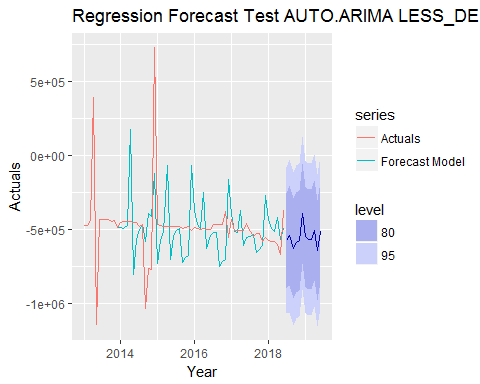 Regression Forecast Test AUTO.ARIMA LESS_DE
5e+05
0e+00
-5e+05
-1e+06
Actuals
2014
2016
2018
Year
series
Actuals
Forecast Model
level
80
95